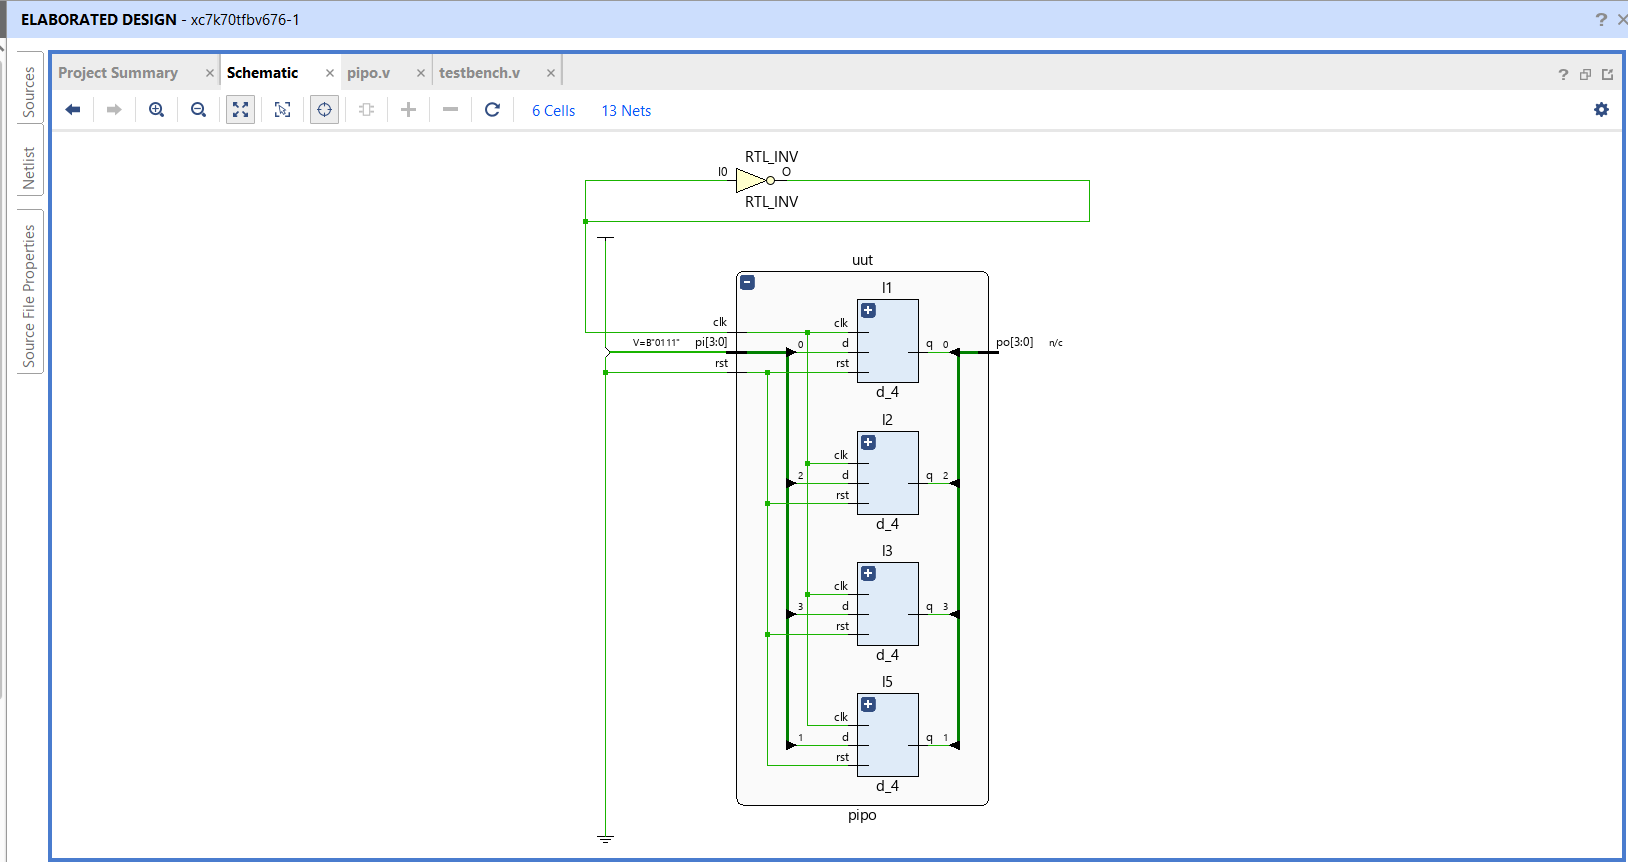 ELABORATED DESIGN - xc7k70tfbv676-1
? ×
Sources
Netlist
Source File Properties
Project Summary × Schematic × pipo.v × testbench.v ×
?
6 Cells 13 Nets
RTL_INV
I0 O
RTL_INV
uut
I1
clk clk
V=B"0111" pi[3:0] 0 d q 0 po[3:0] n/c
rst rst
d_4
I2
clk
2 d q 2
rst
d_4
I3
clk
3 d q 3
rst
d_4
I5
clk
1 d q 1
rst
d_4
pipo